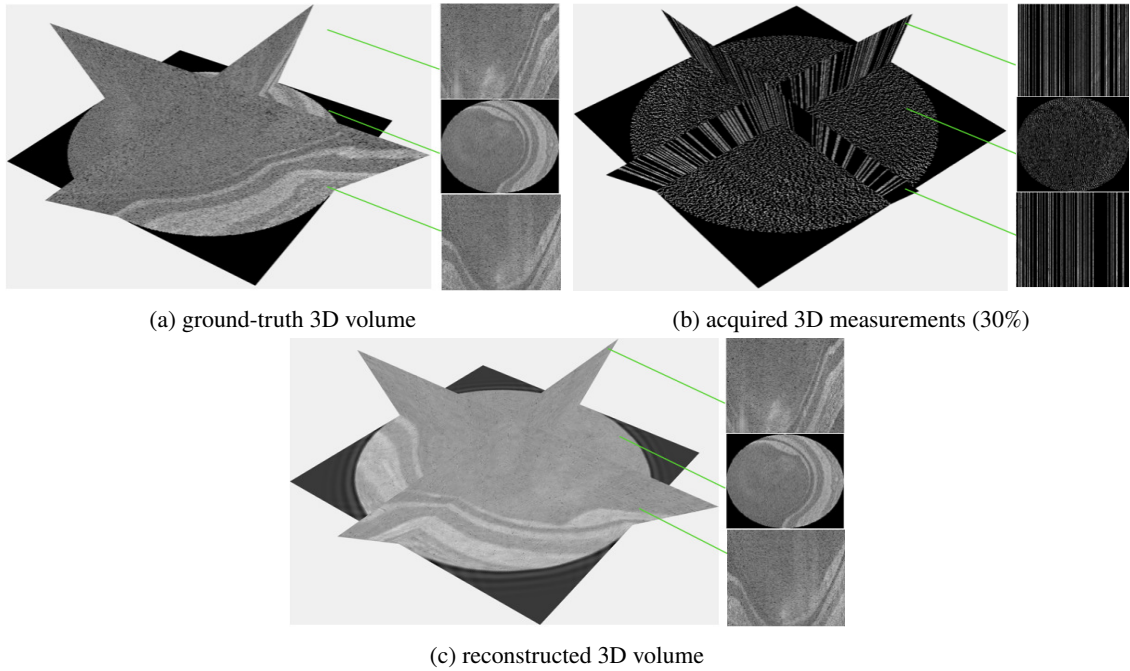 (a) ground-truth 3D volume
(b) acquired 3D measurements (30%)
(c) reconstructed 3D volume